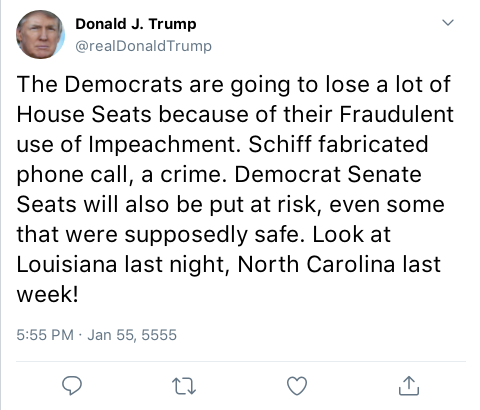 Donald J. Trump
@realDonaldTrump
The Democrats are going to lose a lot of
House Seats because of their Fraudulent
use of Impeachment. Schiff fabricated
phone call, a crime. Democrat Senate
Seats will also be put at risk, even some
that were supposedly safe. Look at
Louisiana last night, North Carolina last
week!
5:55 PM · Jan 55, 5555